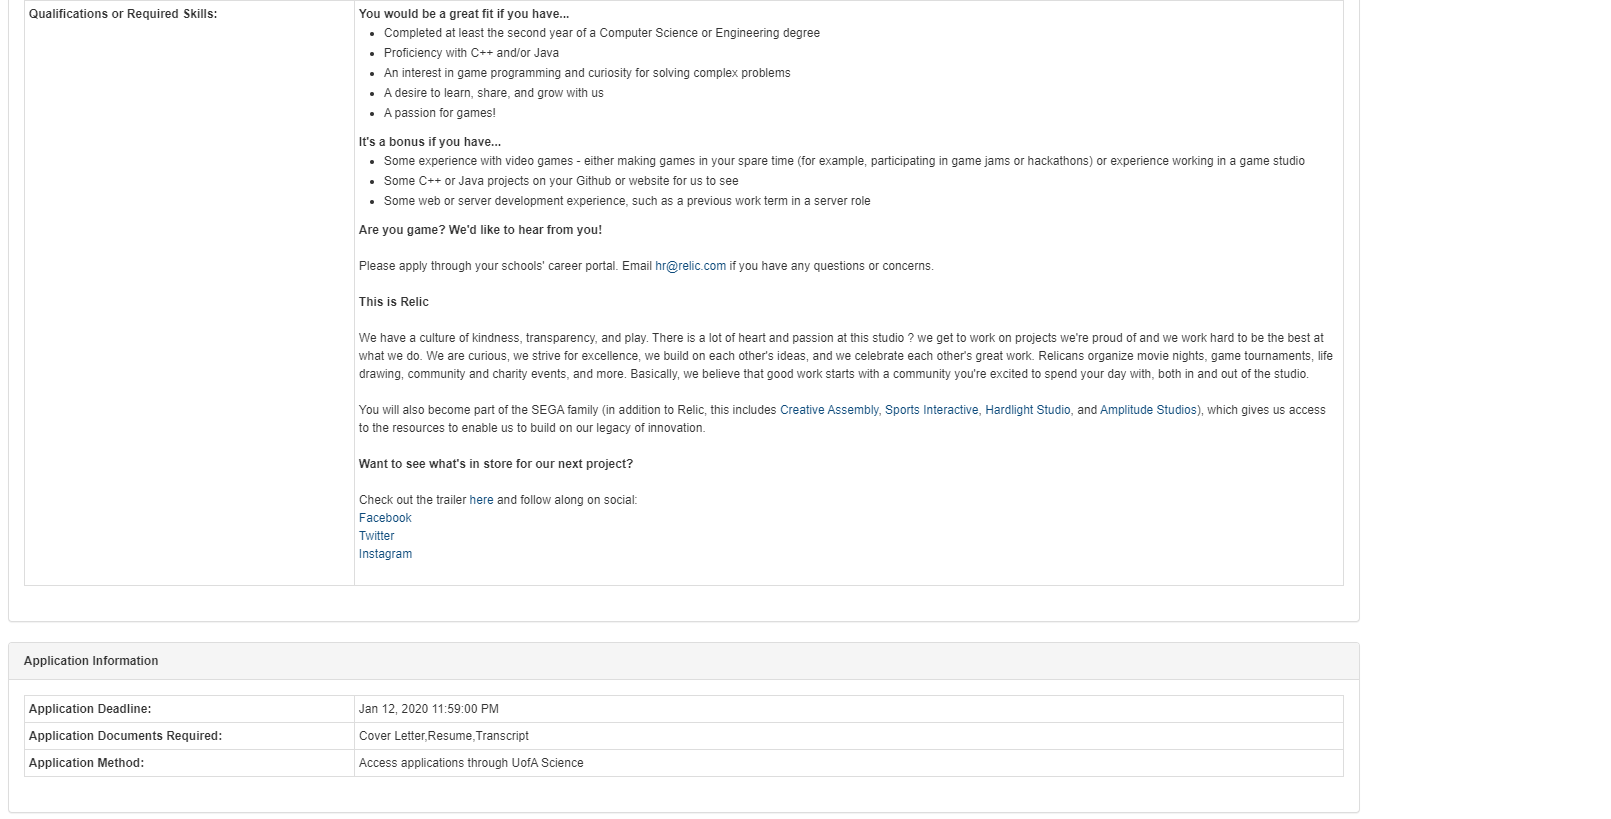 Qualifications or Required Skills:
You would be a great fit if you have...
Completed at least the second year of a Computer Science or Engineering degree
Proficiency with C++ and/or Java
An interest in game programming and curiosity for solving complex problems
A desire to learn, share, and grow with us
A passion for games!
It's a bonus if you have...
Some experience with video games - either making games in your spare time (for example, participating in game jams or hackathons) or experience working in a game studio
Some C++ or Java projects on your Github or website for us to see
Some web or server development experience, such as a previous work term in a server role
Are you game? We'd like to hear from you!
Please apply through your schools' career portal. Email hr@relic.com if you have any questions or concerns.
This is Relic
We have a culture of kindness, transparency, and play. There is a lot of heart and passion at this studio ? we get to work on projects we're proud of and we work hard to be the best at
what we do. We are curious, we strive for excellence, we build on each other's ideas, and we celebrate each other's great work. Relicans organize movie nights, game tournaments, life
drawing, community and charity events, and more. Basically, we believe that good work starts with a community you're excited to spend your day with, both in and out of the studio.
You will also become part of the SEGA family (in addition to Relic, this includes Creative Assembly, Sports Interactive, Hardlight Studio, and Amplitude Studios), which gives us access
to the resources to enable us to build on our legacy of innovation.
Want to see what's in store for our next project?
Check out the trailer here and follow along on social:
Facebook
Twitter
Instagram
Application Information
Application Deadline: Jan 12, 2020 11:59:00 PM
Application Documents Required: Cover Letter,Resume,Transcript
Application Method: Access applications through UofA Science